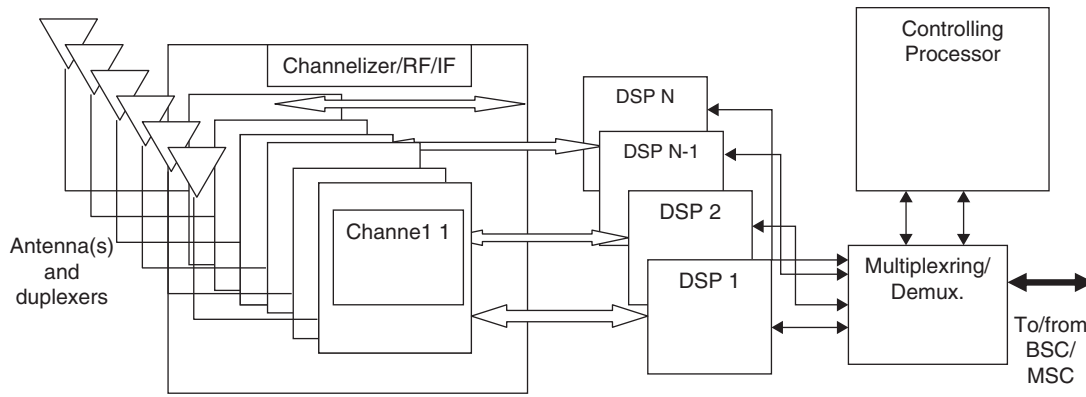 Channelizer/RF/IF
Antenna(s)
and
duplexers
Channe1 1
DSP N
DSP N-1
DSP 2
DSP 1
Controlling
Processor
Multiplexring/
Demux.
To/from
BSC/
MSC